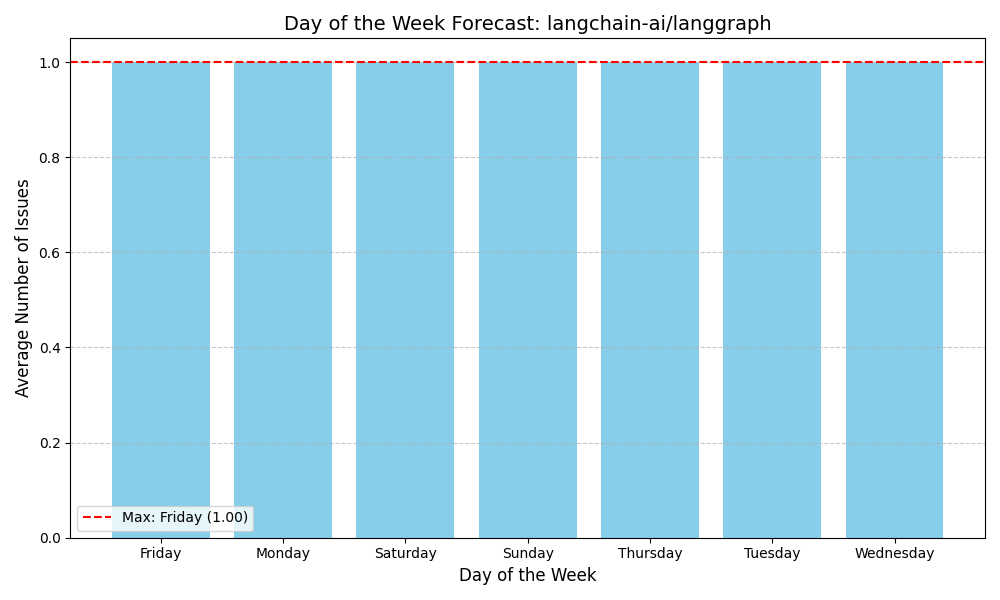 Day of the Week Forecast: langchain-ai/langgraph
Average Number of Issues
1.0
0.8
0.6
0.4
0.2
0.0
Max: Friday (1.00)
Friday Monday Saturday Sunday Thursday Tuesday Wednesday
Day of the Week